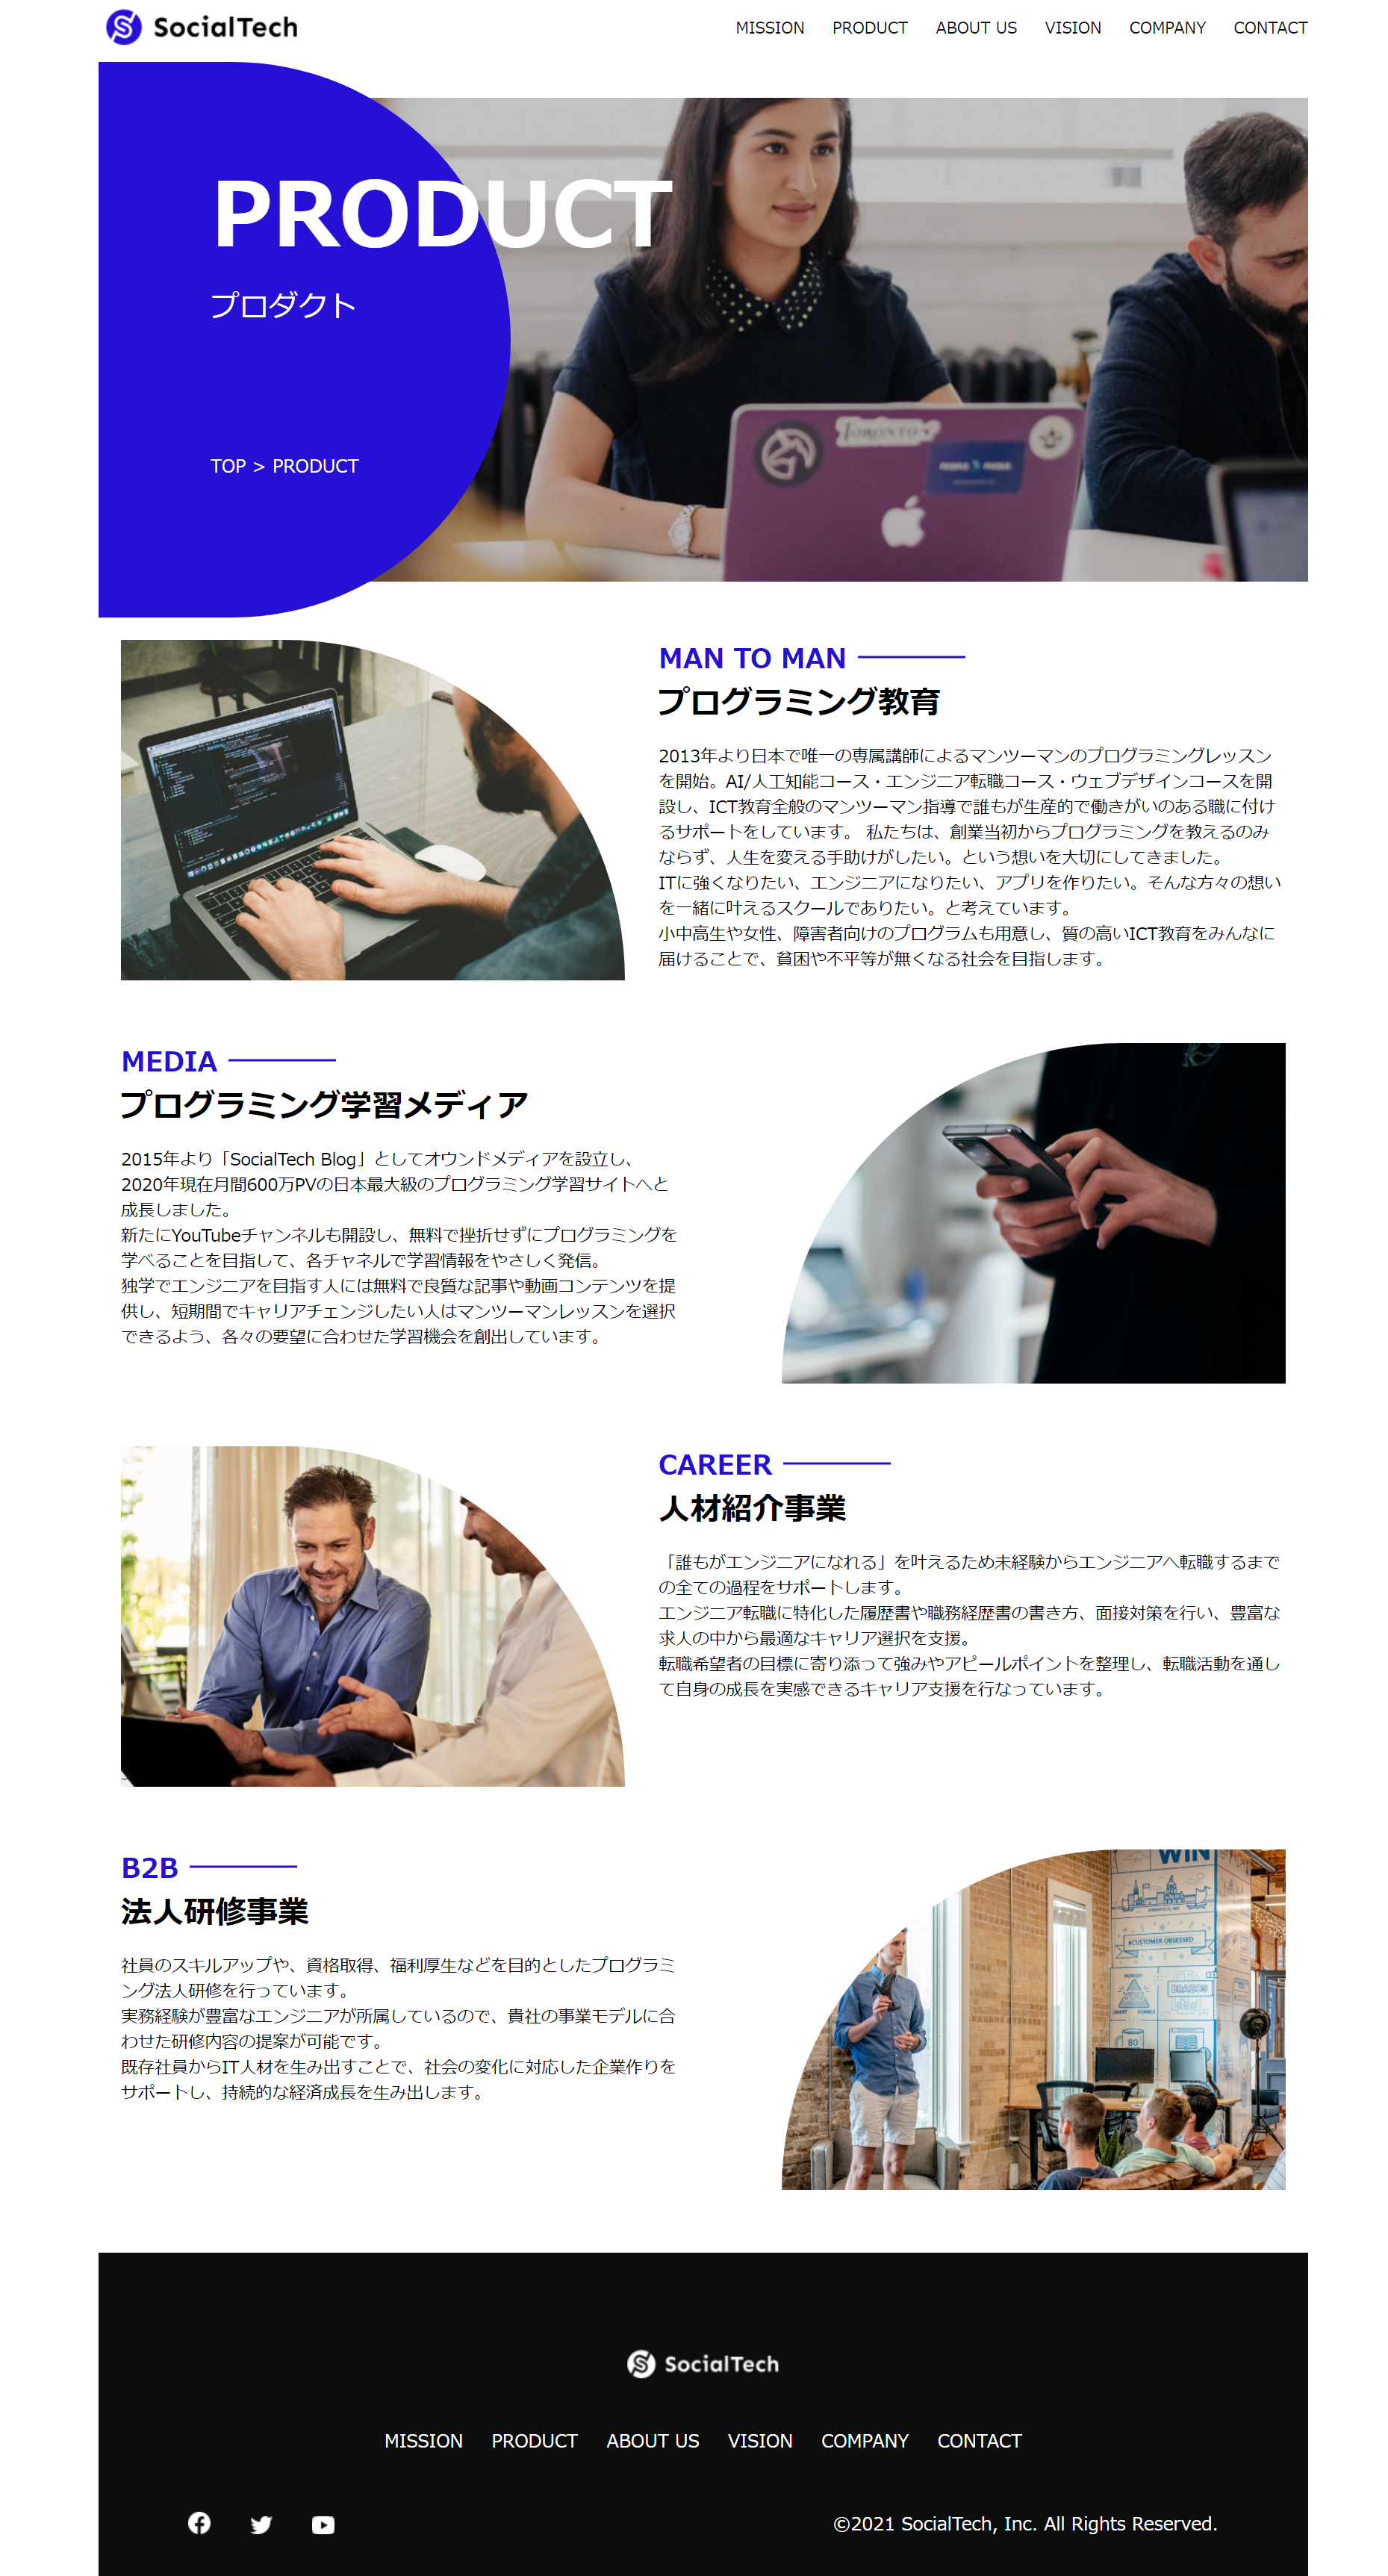 SocialTech
MISSION PRODUCT ABOUT US VISION COMPANY CONTACT
PRODUCT
プロダクト
TOP > PRODUCT
TORONTO
MAN TO MAN
プログラミング教育
2013年より日本で唯一の専属講師によるマンツーマンのプログラミングレッスン
を開始。AI/人工知能コース・エンジニア転職コース・ウェブデザインコースを開
設し、ICT教育全般のマンツーマン指導で誰もが生産的で働きがいのある職に付け
るサポートをしています。 私たちは、創業当初からプログラミングを教えるのみ
ならず、人生を変える手助けがしたい。という想いを大切にしてきました。
ITに強くなりたい、エンジニアになりたい、アプリを作りたい。そんな方々の想い
を一緒に叶えるスクールでありたい。と考えています。
小中高生や女性、障害者向けのプログラムも用意し、質の高いICT教育をみんなに
届けることで、貧困や不平等が無くなる社会を目指します。
MEDIA
プログラミング学習メディア
2015年より「SocialTech Blog」としてオウンドメディアを設立し、
2020年現在月間600万PVの日本最大級のプログラミング学習サイトへと
成長しました。
新たにYouTubeチャンネルも開設し、無料で挫折せずにプログラミングを
学べることを目指して、各チャネルで学習情報をやさしく発信。
独学でエンジニアを目指す人には無料で良質な記事や動画コンテンツを提
供し、短期間でキャリアチェンジしたい人はマンツーマンレッスンを選択
できるよう、各々の要望に合わせた学習機会を創出しています。
CAREER
人材紹介事業
「誰もがエンジニアになれる」を叶えるため未経験からエンジニアへ転職するまで
の全ての過程をサポートします。
エンジニア転職に特化した履歴書や職務経歴書の書き方、面接対策を行い、豊富な
求人の中から最適なキャリア選択を支援。
転職希望者の目標に寄り添って強みやアピールポイントを整理し、転職活動を通し
て自身の成長を実感できるキャリア支援を行なっています。
B2B
法人研修事業
社員のスキルアップや、資格取得、福利厚生などを目的としたプログラミ
ング法人研修を行っています。
実務経験が豊富なエンジニアが所属しているので、貴社の事業モデルに合
わせた研修内容の提案が可能です。
既存社員からIT人材を生み出すことで、社会の変化に対応した企業作りを
サポートし、持続的な経済成長を生み出します。
WIN
#CUSTOMER OBSESSED
HUNGRY
YOU
SMART HUMBLE
BRAZOS
80
SocialTech
MISSION PRODUCT ABOUT US VISION COMPANY CONTACT
©2021 SocialTech, Inc. All Rights Reserved.